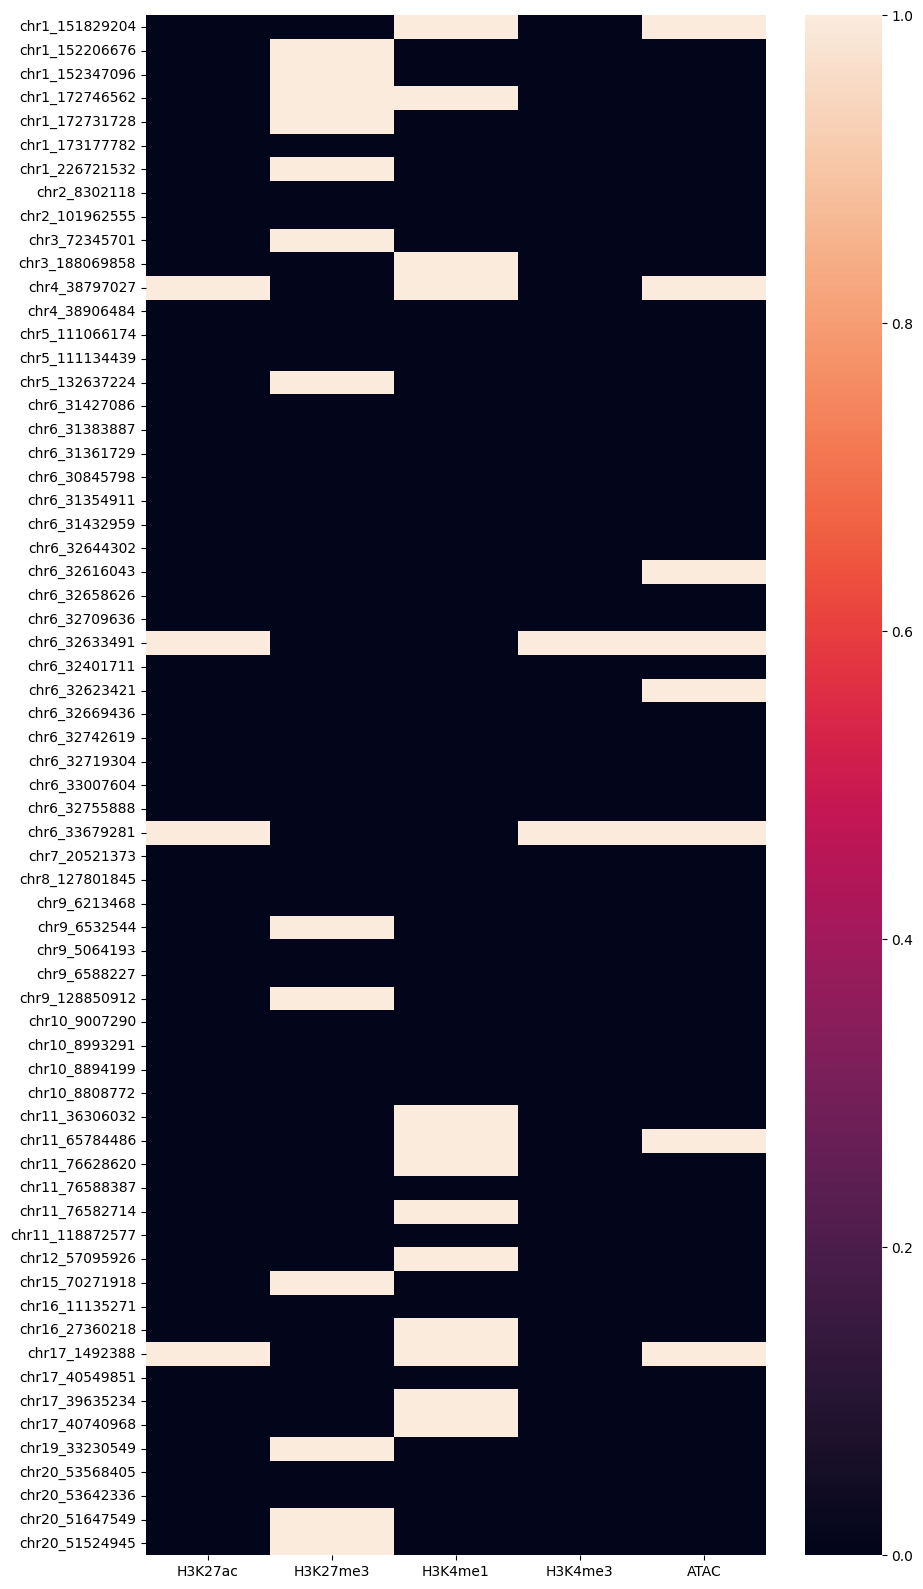 chr1_151829204
chr1_152206676
chr1_152347096
chr1_172746562
chr1_172731728
chr1_173177782
chr1_226721532
chr2_8302118
chr2_101962555
chr3_72345701
chr3_188069858
chr4_38797027
chr4_38906484
chr5_111066174
chr5_111134439
chr5_132637224
chr6_31427086
chr6_31383887
chr6_31361729
chr6_30845798
chr6_31354911
chr6_31432959
chr6_32644302
chr6_32616043
chr6_32658626
chr6_32709636
chr6_32633491
chr6_32401711
chr6_32623421
chr6_32669436
chr6_32742619
chr6_32719304
chr6_33007604
chr6_32755888
chr6_33679281
chr7_20521373
chr8_127801845
chr9_6213468
chr9_6532544
chr9_5064193
chr9_6588227
chr9_128850912
chr10_9007290
chr10_8993291
chr10_8894199
chr10_8808772
chr11_36306032
chr11_65784486
chr11_76628620
chr11_76588387
chr11_76582714
chr11_118872577
chr12_57095926
chr15_70271918
chr16_11135271
chr16_27360218
chr17_1492388
chr17_40549851
chr17_39635234
chr17_40740968
chr19_33230549
chr20_53568405
chr20_53642336
chr20_51647549
chr20_51524945
H3K27ac H3K27me3 H3K4me1 H3K4me3 ATAC
1.0
0.8
0.6
0.4
0.2
0.0